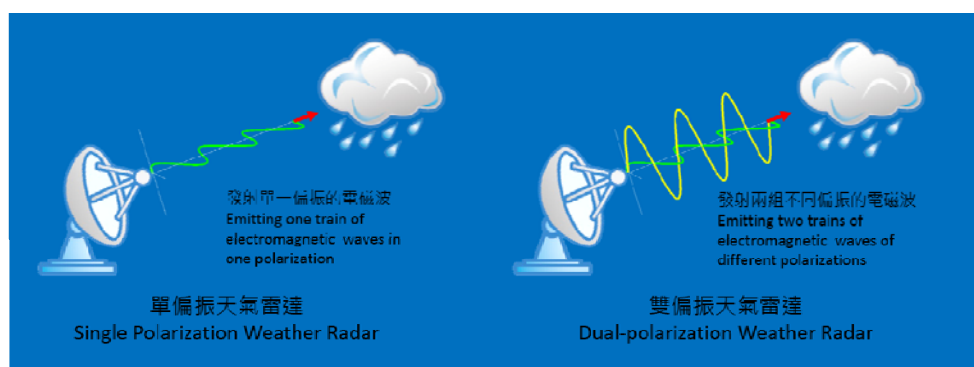 發射單一偏振的電磁波
Emitting one train of
electromagnetic waves in
one polarization
單偏振天氣雷達
Single Polarization Weather Radar
發射兩組不同偏振的電磁波
Emitting two trains of
electromagnetic waves of
different polarizations
雙偏振天氣雷達
Dual-polarization Weather Radar